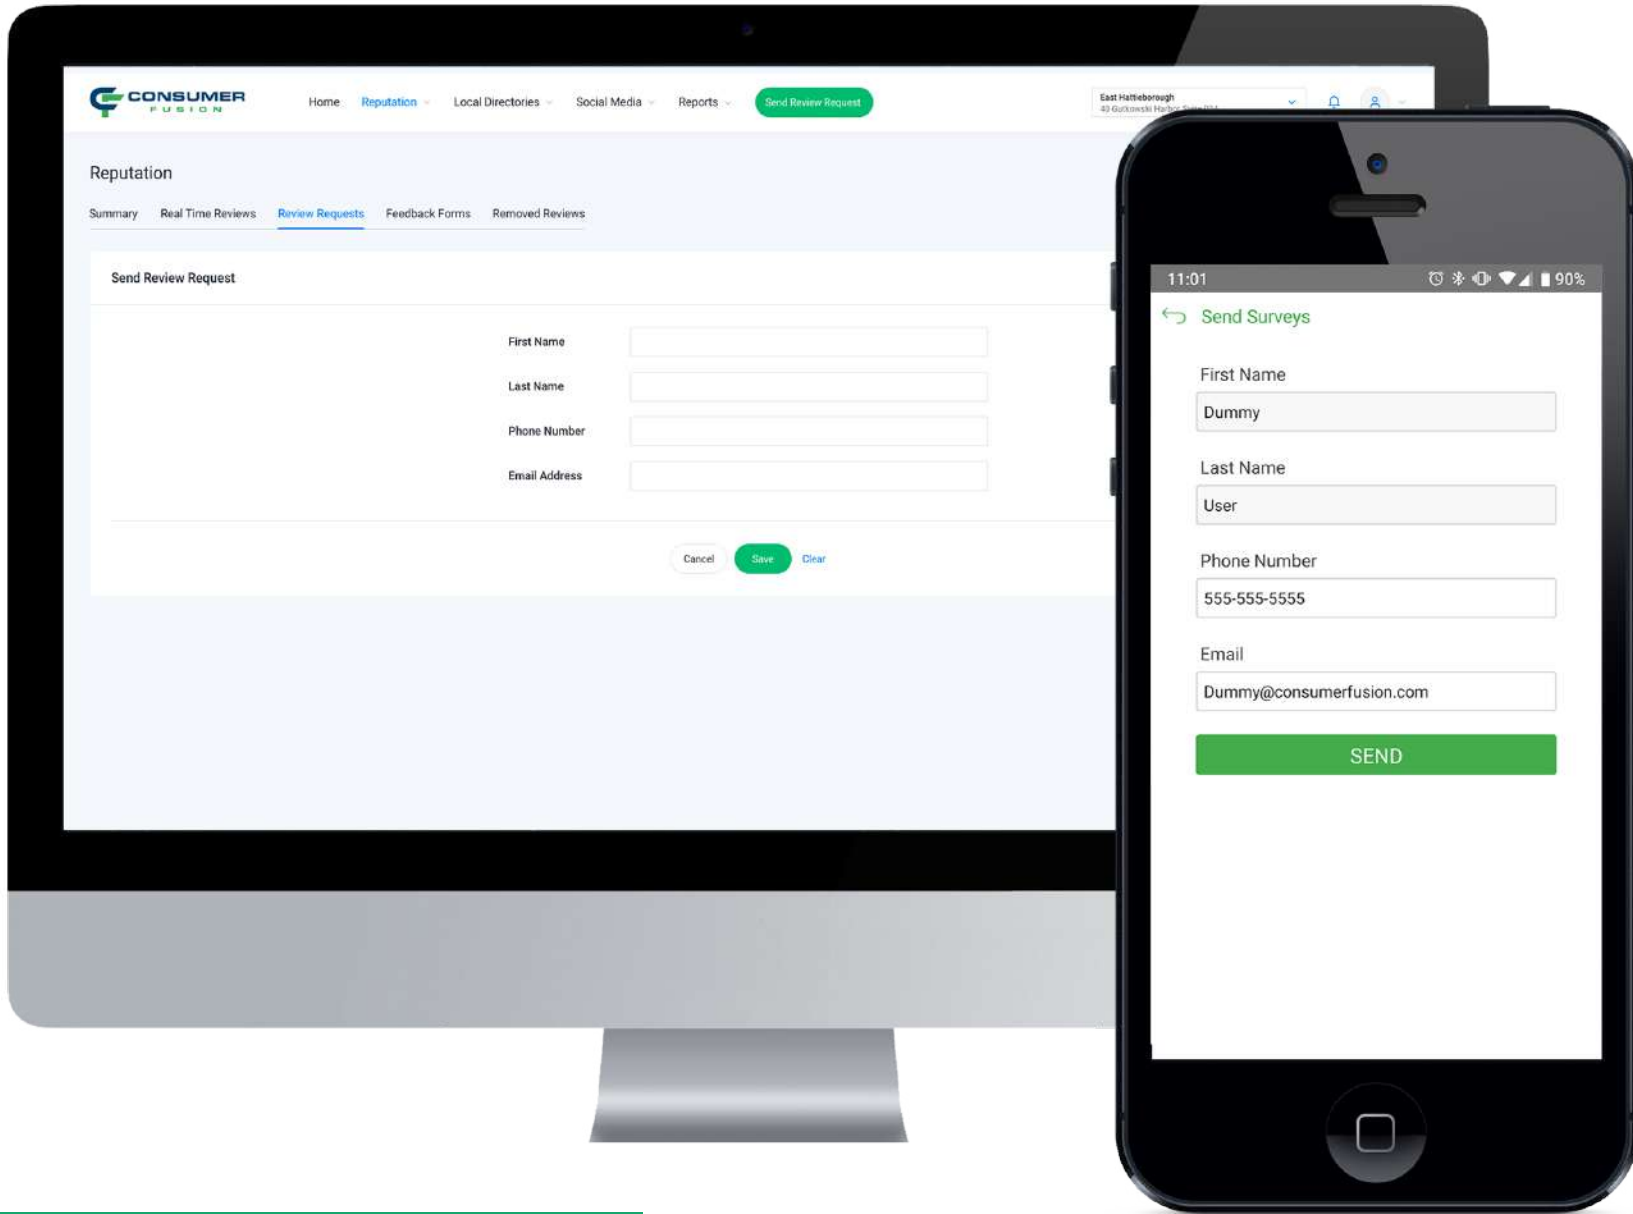 CONSUMER
FUSION
Home Reputation Local Directories Social Media Reports Send Review Request
East Hattieborough
40 Gutkowski Harbor
Reputation
Summary Real Time Reviews Review Requests Feedback Forms Removed Reviews
Send Review Request
First Name
Last Name
Phone Number
Email Address
Cancel Save Clear
11:01 90%
Send Surveys
First Name
Dummy
Last Name
User
Phone Number
555-555-5555
Email
Dummy@consumerfusion.com
SEND